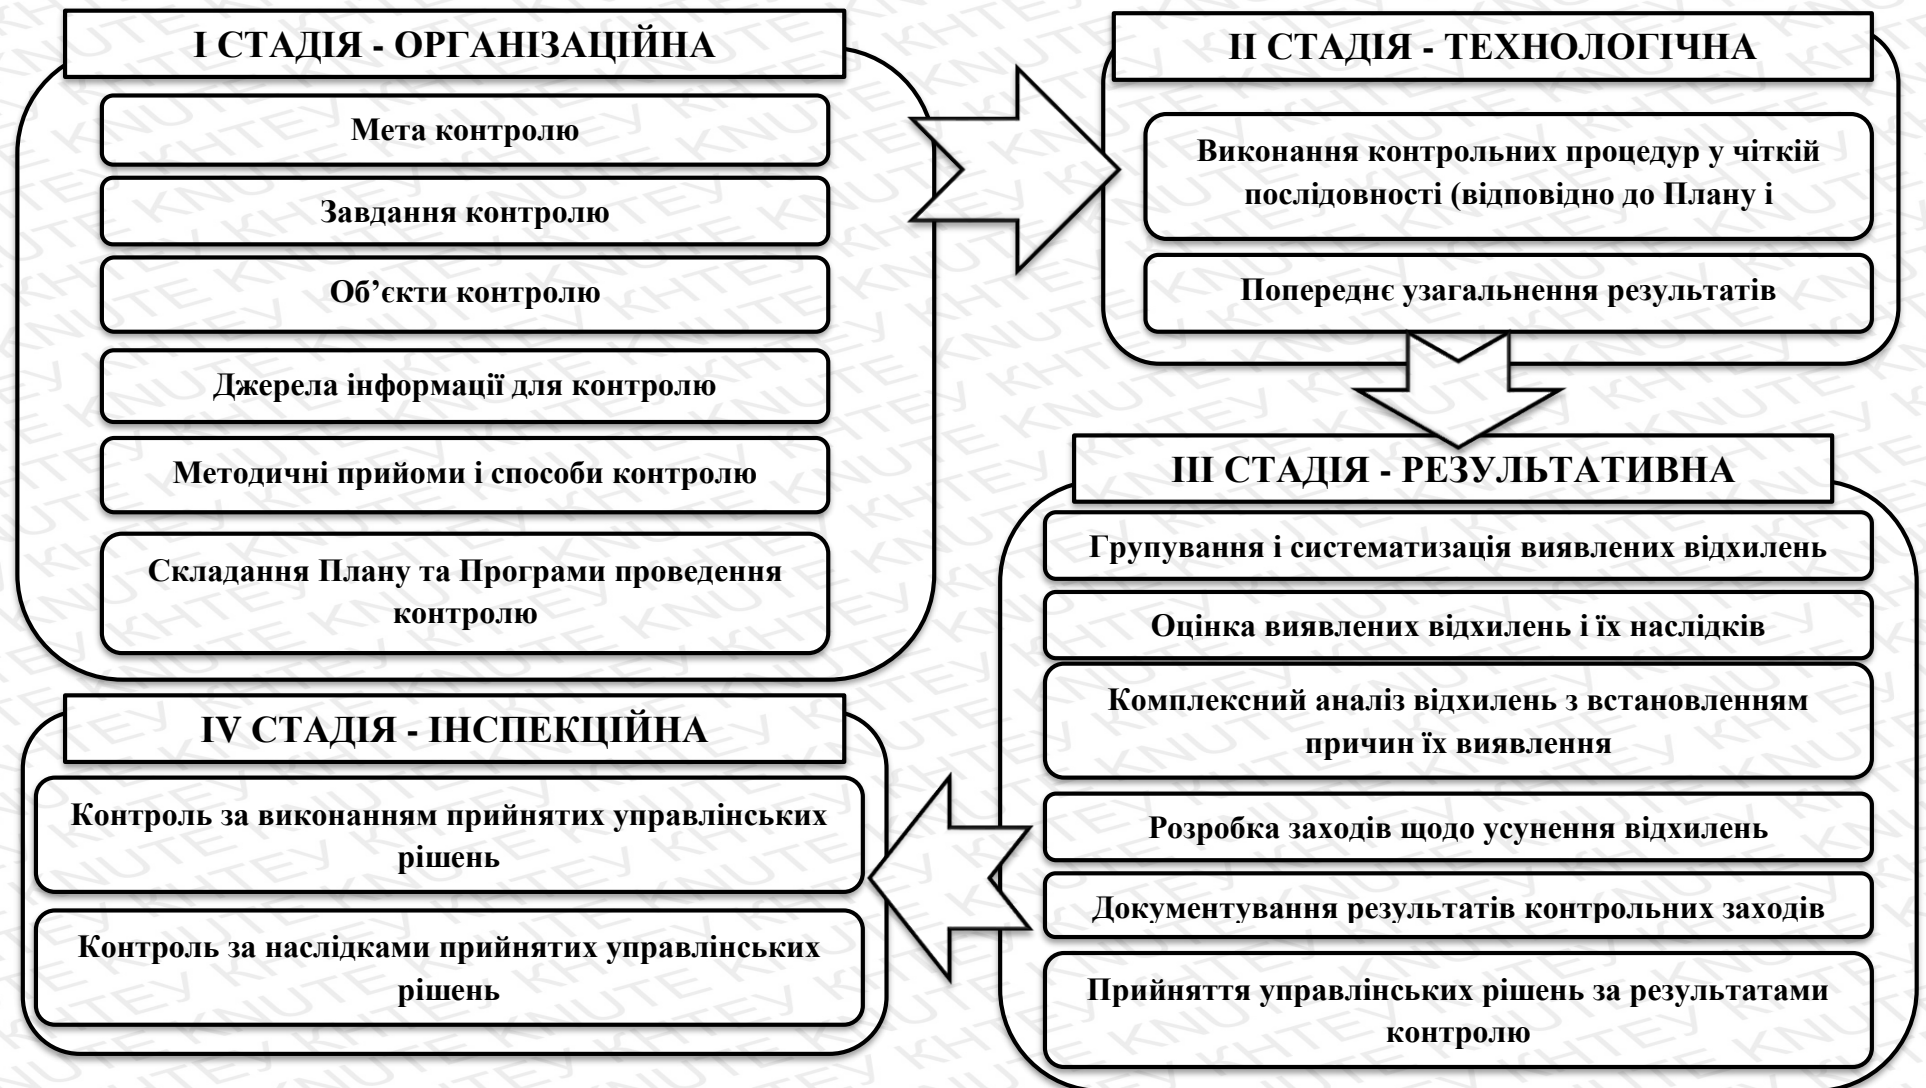 І СТАДІЯ - ОРГАНІЗАЦІЙНА
Мета контролю
Завдання контролю
Об’єкти контролю
Джерела інформації для контролю
Методичні прийоми і способи контролю
Складання Плану та Програми проведення
контролю
ІІ СТАДІЯ - ТЕХНОЛОГІЧНА
Виконання контрольних процедур у чіткій
послідовності (відповідно до Плану і
Попереднє узагальнення результатів
ІІІ СТАДІЯ - РЕЗУЛЬТАТИВНА
Групування і систематизація виявлених відхилень
Оцінка виявлених відхилень і їх наслідків
Комплексний аналіз відхилень з встановленням
причин їх виявлення
Розробка заходів щодо усунення відхилень
Документування результатів контрольних заходів
Прийняття управлінських рішень за результатами
контролю
IV СТАДІЯ - ІНСПЕКЦІЙНА
Контроль за виконанням прийнятих управлінських
рішень
Контроль за наслідками прийнятих управлінських
рішень